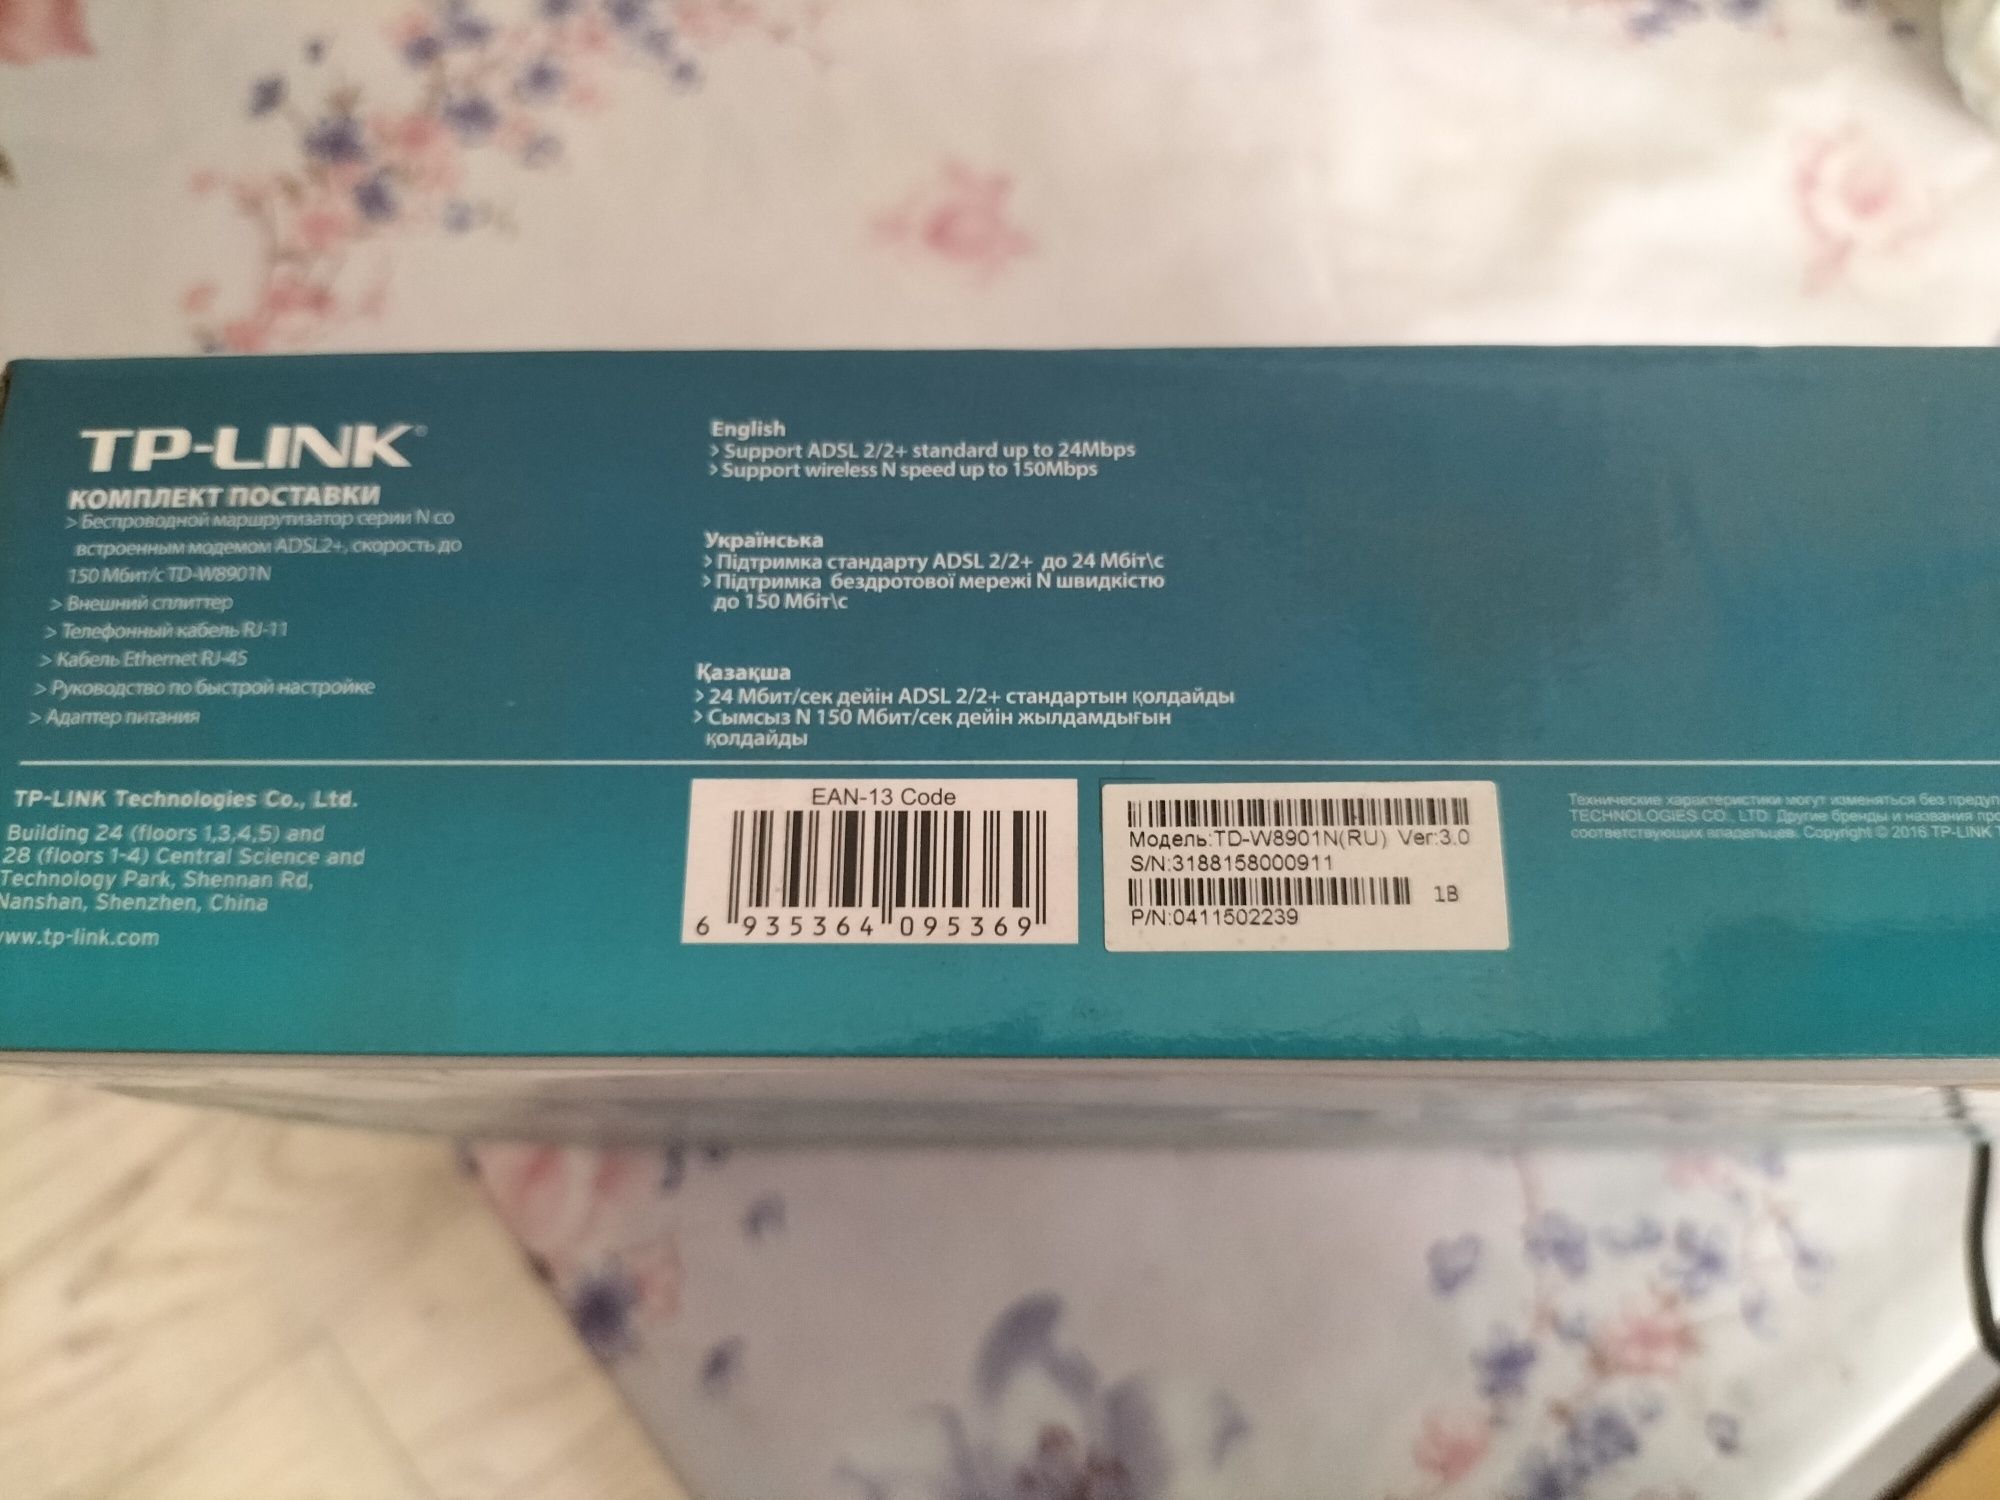 TP-LINK®
КОМПЛЕКТ ПОСТАВКИ
> Беспроводной маршрутизатор серии N со
встроенным модемом ADSL2+, скорость до
150 Мбит/с TD-W8901N
> Внешний сплиттер
> Телефонный кабель RJ-11
> Кабель Ethernet RJ-45
> Руководство по быстрой настройке
> Адаптер питания
English
> Support ADSL 2/2+ standard up to 24Mbps
> Support wireless N speed up to 150Mbps
Українська
> Підтримка стандарту ADSL 2/2+ до 24 Мбіт\с
> Підтримка бездротової мережі N швидкістю
до 150 Мбіт\с
Қазақша
> 24 Мбит/сек дейін ADSL 2/2+ стандартын қолдайды
> Сымсыз N 150 Мбит/сек дейін жылдамдығын
қолдайды
TP-LINK Technologies Co., Ltd.
Building 24 (floors 1,3,4,5) and
28 (floors 1-4) Central Science and
Technology Park, Shennan Rd,
Nanshan, Shenzhen, China
www.tp-link.com
EAN-13 Code
6 935364 095369
Модель:TD-W8901N(RU) Ver:3.0
S/N:3188158000911
1B
P/N:0411502239
Технические характеристики могут изменяться без
TECHNOLOGIES CO., LTD. Другие бренды и названия
соответствующих владельцев. Copyright © 2016 TP-LINK